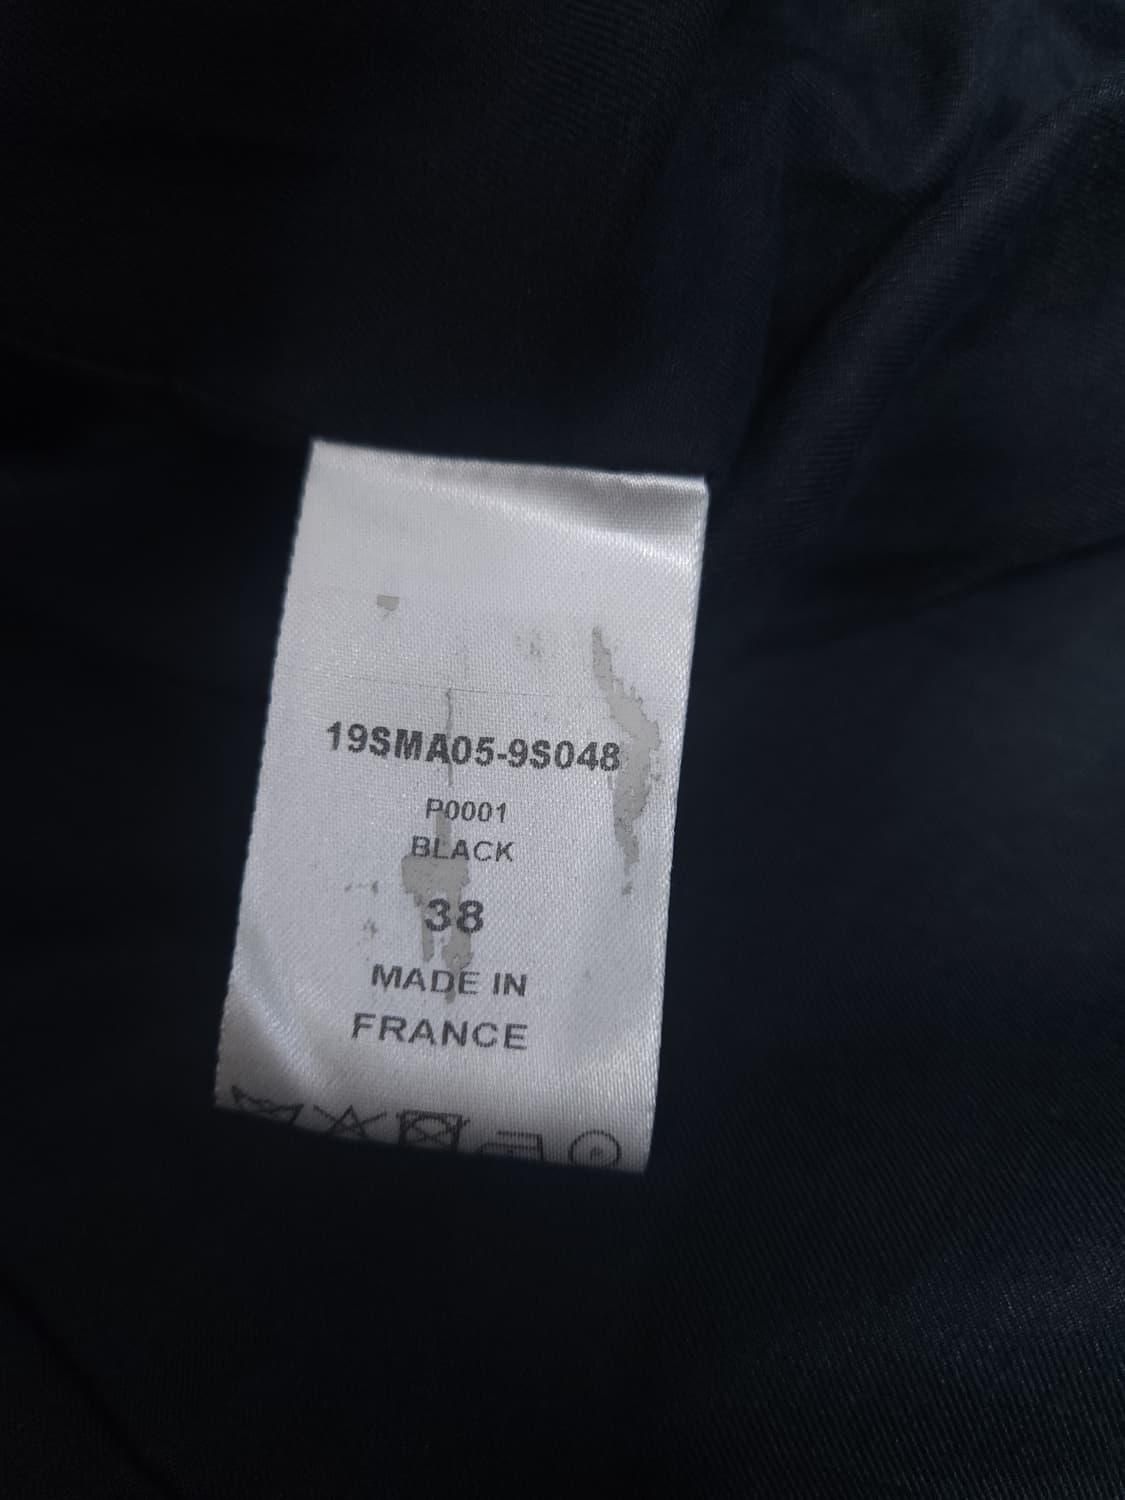 19SMA05-9S048
P0001
BLACK
38
MADE IN
FRANCE